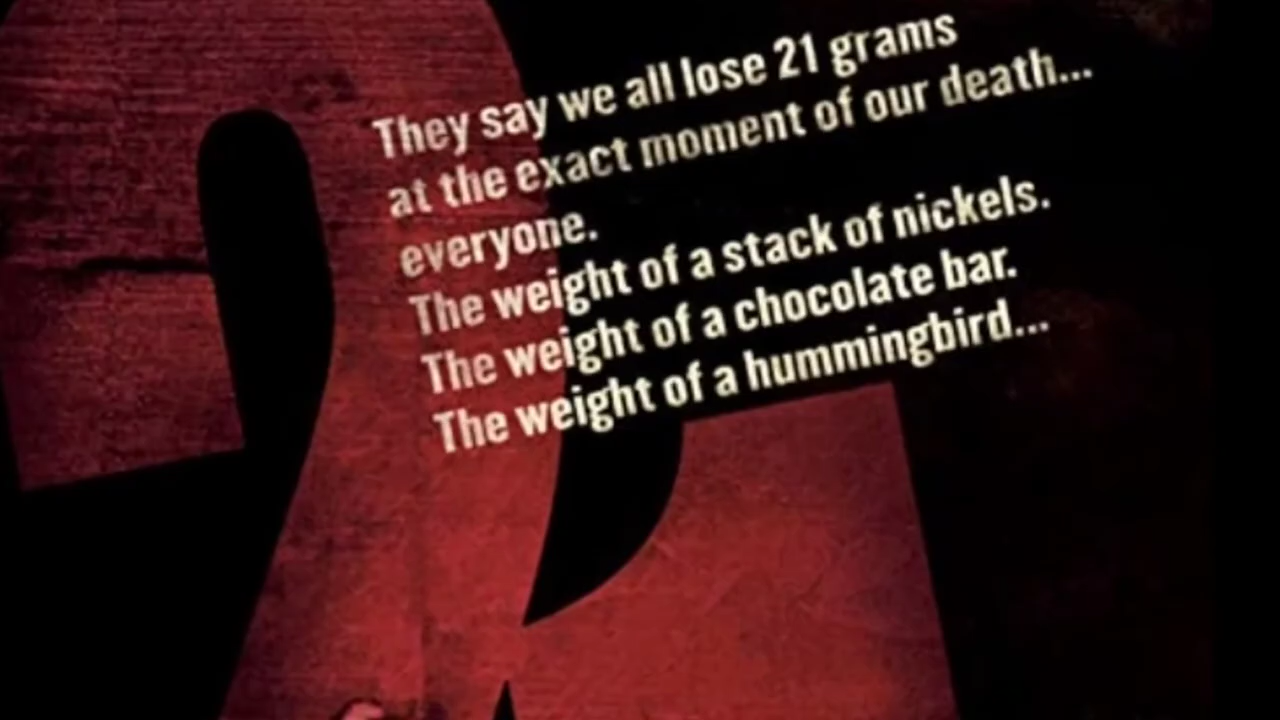 They say we all lose 21 grams
at the exact moment of our death...
everyone.
The weight of a stack of nickels.
The weight of a chocolate bar.
The weight of a hummingbird...